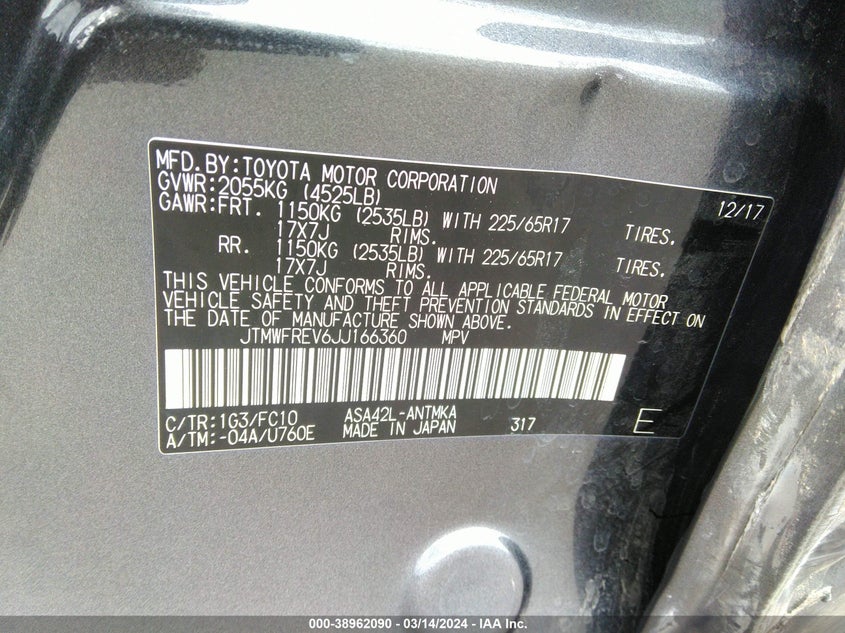 MFD.BY:TOYOTA MOTOR CORPORATION 12/17
GVWR:2055KG (4525LB)
GAWR:FRT. 1150KG (2535LB) WITH 225/65R17 TIRES.
17X7J RIMS.
RR. 1150KG (2535LB) WITH 225/65R17 TIRES.
17X7J RIMS.
THIS VEHICLE CONFORMS TO ALL APPLICABLE FEDERAL MOTOR
VEHICLE SAFETY AND THEFT PREVENTION STANDARDS IN EFFECT ON
THE DATE OF MANUFACTURE SHOWN ABOVE.
JTMWFREV6JJ166360 MPV
C/TR:1G3/FC10 ASA42L-ANTMKA
A/TM:-04A/U760E MADE IN JAPAN 317 E
000-38962090 - 03/14/2024 - IAA Inc.